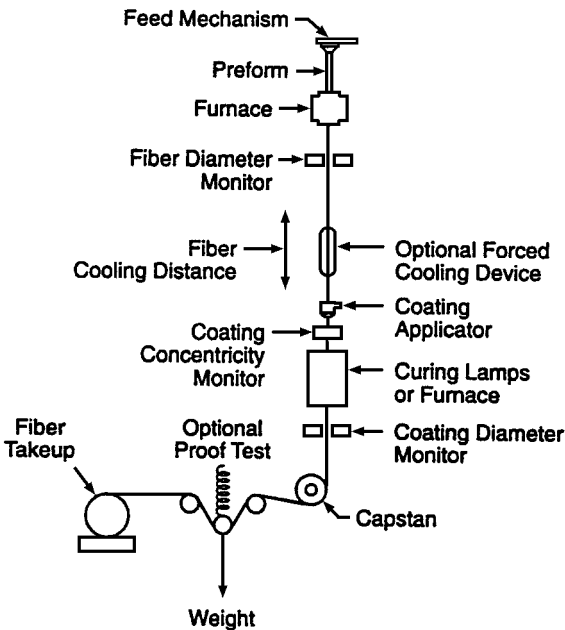 Feed Mechanism
Preform
Furnace
Fiber Diameter
Monitor
Fiber
Cooling Distance
Optional Forced
Cooling Device
Coating
Applicator
Coating
Concentricity
Monitor
Curing Lamps
or Furnace
Fiber
Takeup
Optional
Proof Test
Coating Diameter
Monitor
Capstan
Weight